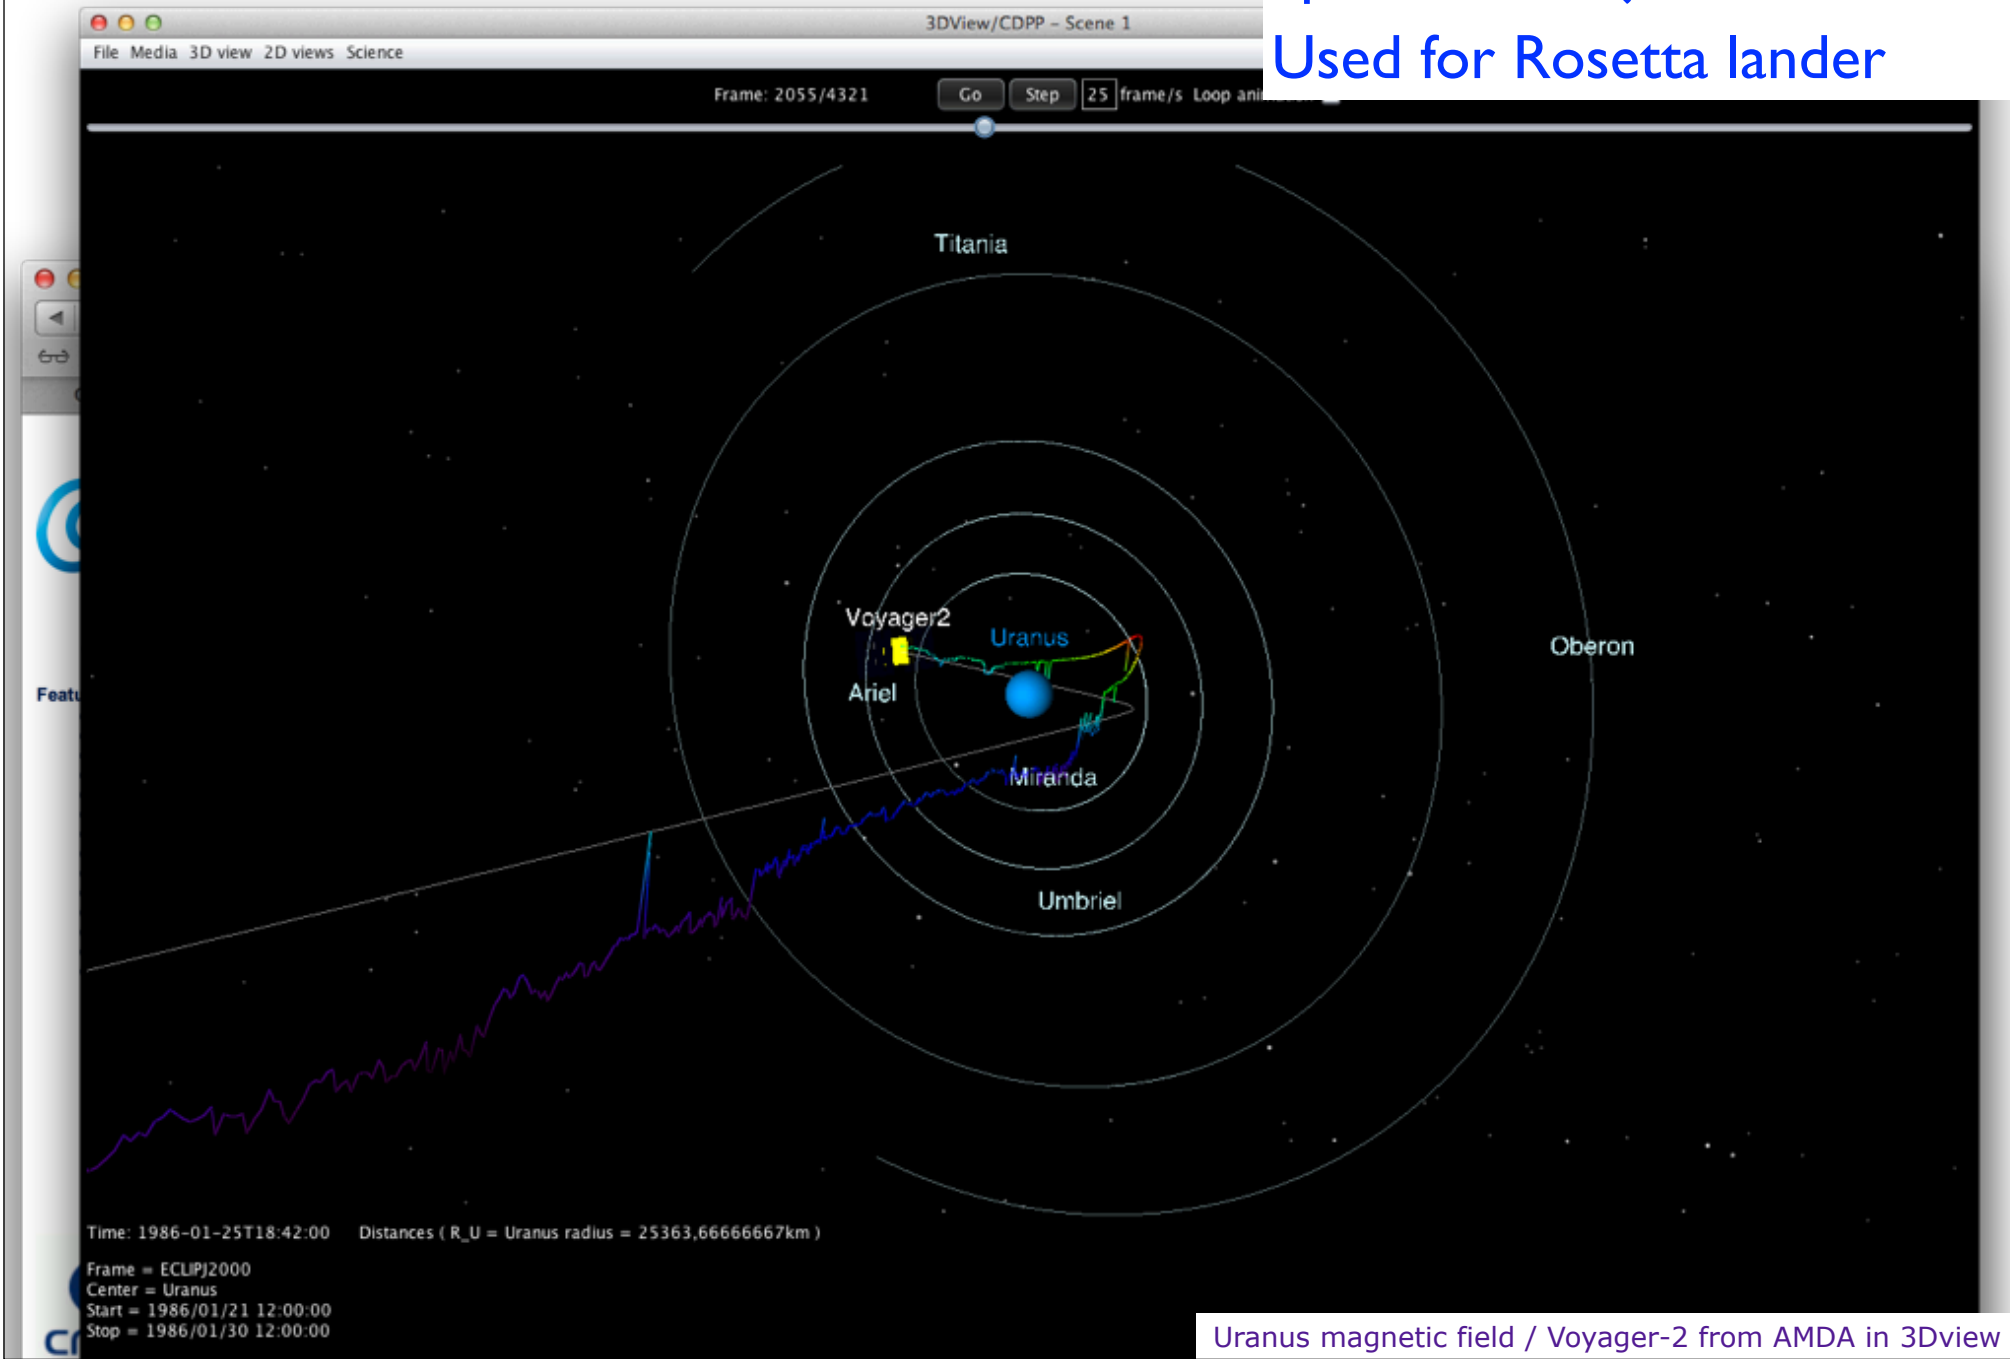 3DView/CDPP - Scene 1
Used for Rosetta lander
File Media 3D view 2D views Science
Frame: 2055/4321 Go Step 25 frame/s Loop
Titania
Voyager2
Uranus
Oberon
Ariel
Featu
Miranda
Umbriel
Time: 1986-01-25T18:42:00 Distances ( R_U = Uranus radius = 25363,66666667km )
Frame = ECLIPJ2000
Center = Uranus
Start = 1986/01/21 12:00:00
Stop = 1986/01/30 12:00:00
Uranus magnetic field / Voyager-2 from AMDA in 3Dview